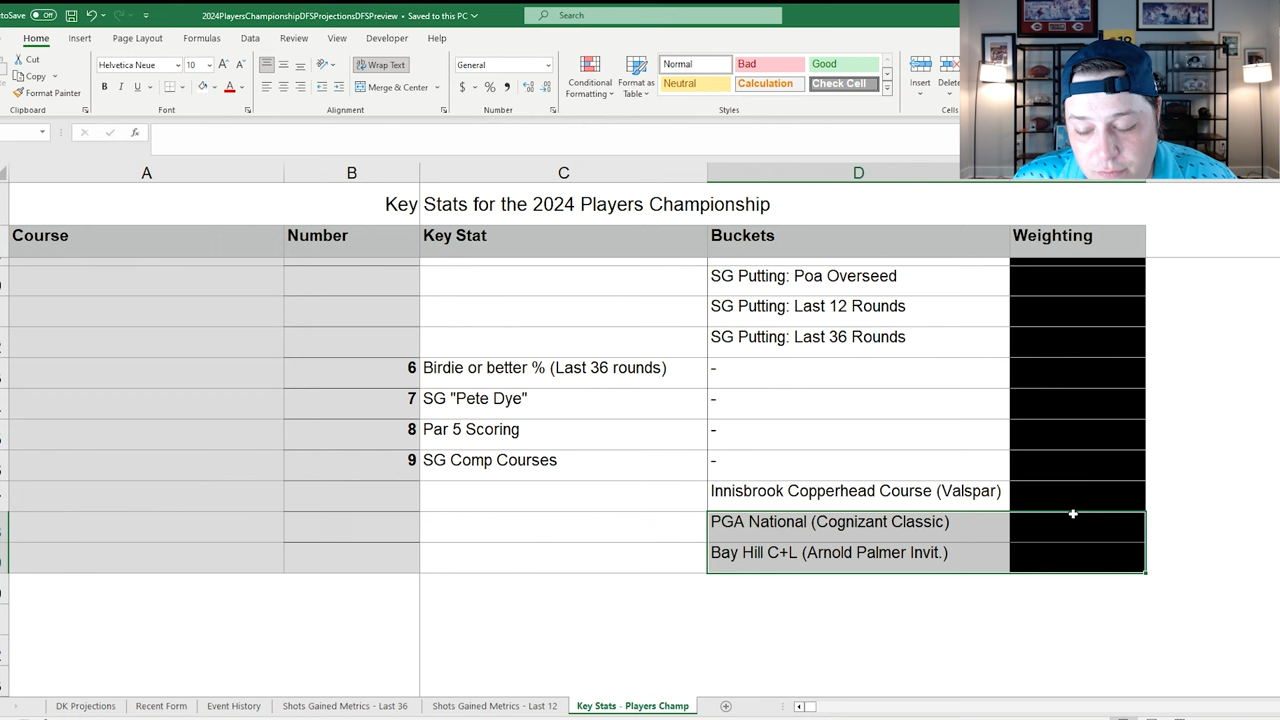 AutoSave Off 2024PlayersChampionshipDFSProjectionsDFSPreview • Saved to this PC Search
Home Insert Page Layout Formulas Data Review View Developer Help
Cut
Copy
Format Painter
Clipboard
Helvetica Neue 10
B
Font
Wrap Text
Merge & Center
Alignment
General
$ % ,
Number
Conditional Formatting
Format as Table
Normal Bad Good
Neutral Calculation Check Cell
Styles
Insert Delete
Cells
fx
A B C D
Key Stats for the 2024 Players Championship
Course Number Key Stat Buckets Weighting
SG Putting: Poa Overseed
SG Putting: Last 12 Rounds
SG Putting: Last 36 Rounds
6 Birdie or better % (Last 36 rounds) -
7 SG "Pete Dye" -
8 Par 5 Scoring -
9 SG Comp Courses -
Innisbrook Copperhead Course (Valspar)
PGA National (Cognizant Classic)
Bay Hill C+L (Arnold Palmer Invit.)
DK Projections Recent Form Event History Shots Gained Metrics - Last 36 Shots Gained Metrics - Last 12 Key Stats - Players Champ